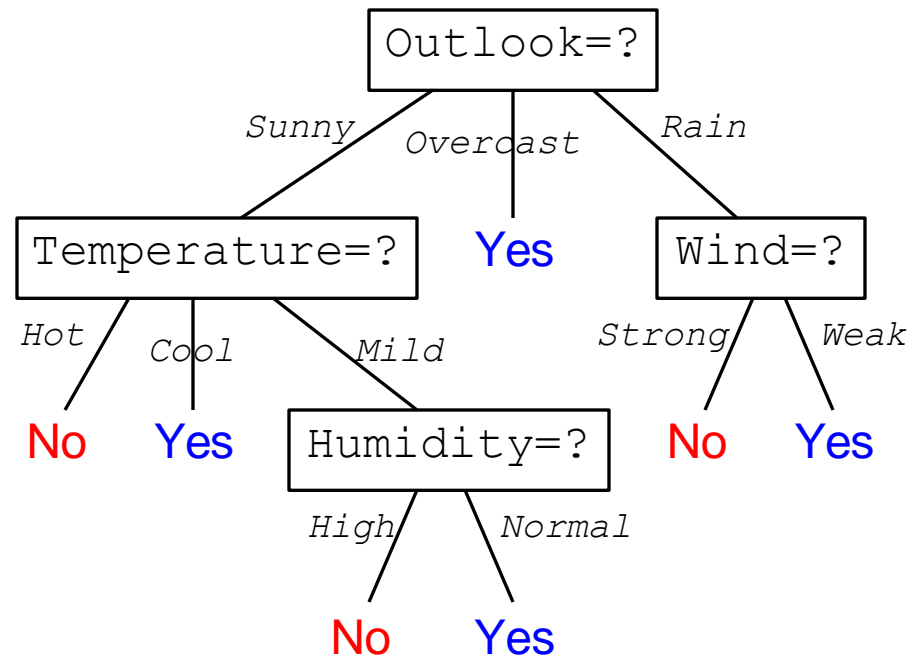 Outlook=?
Sunny
Overcast
Rain
Temperature=?
Yes
Wind=?
Hot
Cool
Mild
Strong
Weak
No
Yes
Humidity=?
No
Yes
High
Normal
No
Yes